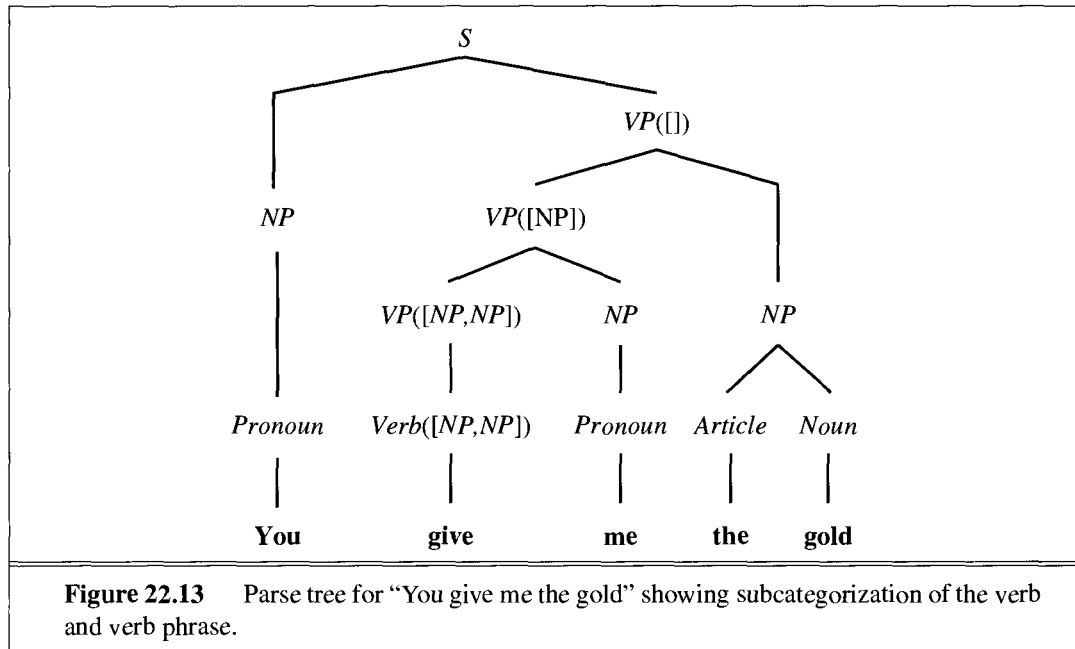 S
VP([])
NP VP([NP])
VP([NP,NP]) NP NP
Pronoun Verb([NP,NP]) Pronoun Article Noun
You give me the gold
Figure 22.13 Parse tree for “You give me the gold” showing subcategorization of the verb
and verb phrase.